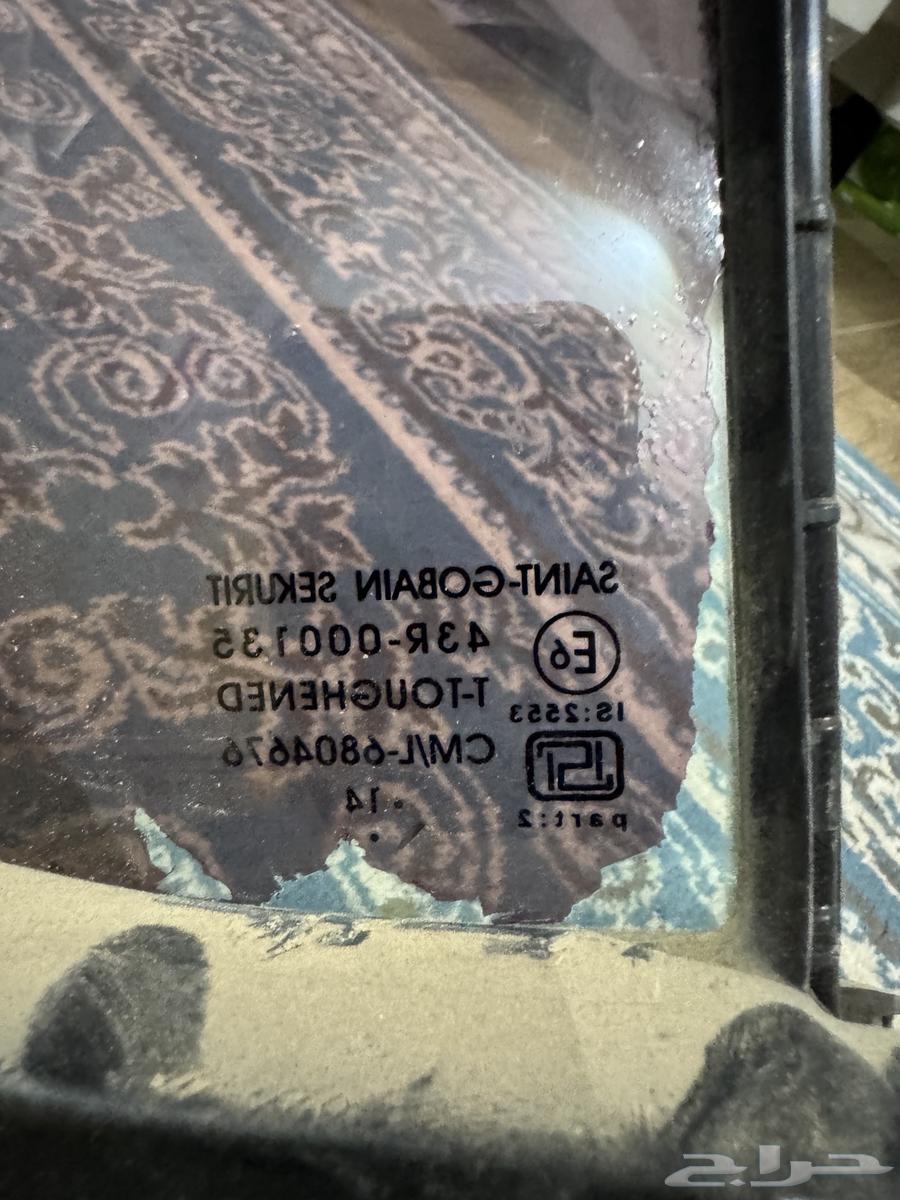 SAINT-GOBAIN SEKURIT
E6 43R-000135
T-TOUGHENED
IS:2553
CM/L-6804676
ISI
•14
part:2
حراج